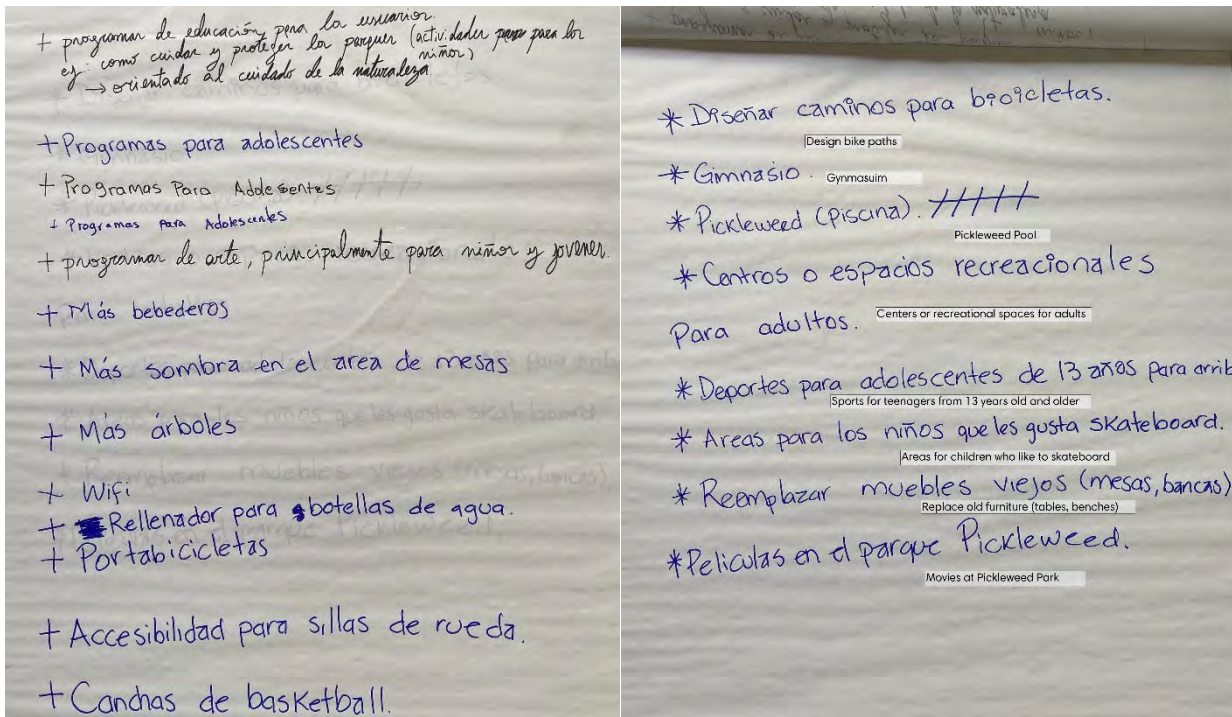 + programas de educación para los usuarios.
ej: como cuidar y proteger los parques (actividades para los
niños)
→ orientado al cuidado de la naturaleza
+ Programas para adolescentes
+ Programas Para Adolesentes
+ Programas Para Adolescentes
+ programas de arte, principalmente para niños y jovenes.
+ Más bebederos
+ Más sombra en el area de mesas
+ Más árboles
+ Wifi
+ Rellenador para botellas de agua.
+ Portabicicletas
+ Accesibilidad para sillas de rueda.
+ Canchas de basketball.
* Diseñar caminos para bicicletas.
Design bike paths
* Gimnasio.
Gynmasuim
* Pickleweed (Piscina).
Pickleweed Pool
* Centros o espacios recreacionales
Para adultos.
Centers or recreational spaces for adults
* Deportes para adolescentes de 13 años para arrib
Sports for teenagers from 13 years old and older
* Areas para los niños que les gusta skateboard.
Areas for children who like to skateboard
* Reemplazar muebles viejos (mesas, bancas)
Replace old furniture (tables, benches)
* Peliculas en el parque Pickleweed.
Movies at Pickleweed Park